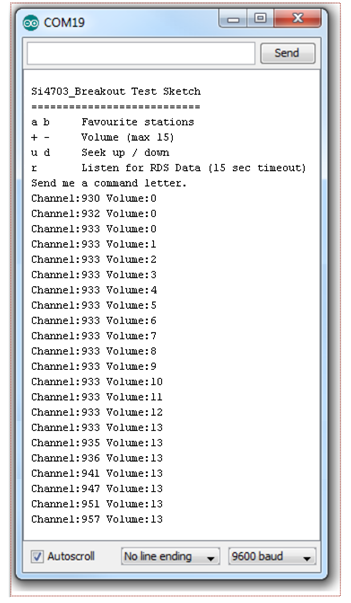 COM19
Send
Si4703_Breakout Test Sketch
===========================
a b     Favourite stations
+ -     Volume (max 15)
u d     Seek up / down
r       Listen for RDS Data (15 sec timeout)
Send me a command letter.
Channel:930 Volume:0
Channel:932 Volume:0
Channel:933 Volume:0
Channel:933 Volume:1
Channel:933 Volume:2
Channel:933 Volume:3
Channel:933 Volume:4
Channel:933 Volume:5
Channel:933 Volume:6
Channel:933 Volume:7
Channel:933 Volume:8
Channel:933 Volume:9
Channel:933 Volume:10
Channel:933 Volume:11
Channel:933 Volume:12
Channel:933 Volume:13
Channel:935 Volume:13
Channel:936 Volume:13
Channel:941 Volume:13
Channel:947 Volume:13
Channel:951 Volume:13
Channel:957 Volume:13
Autoscroll No line ending 9600 baud